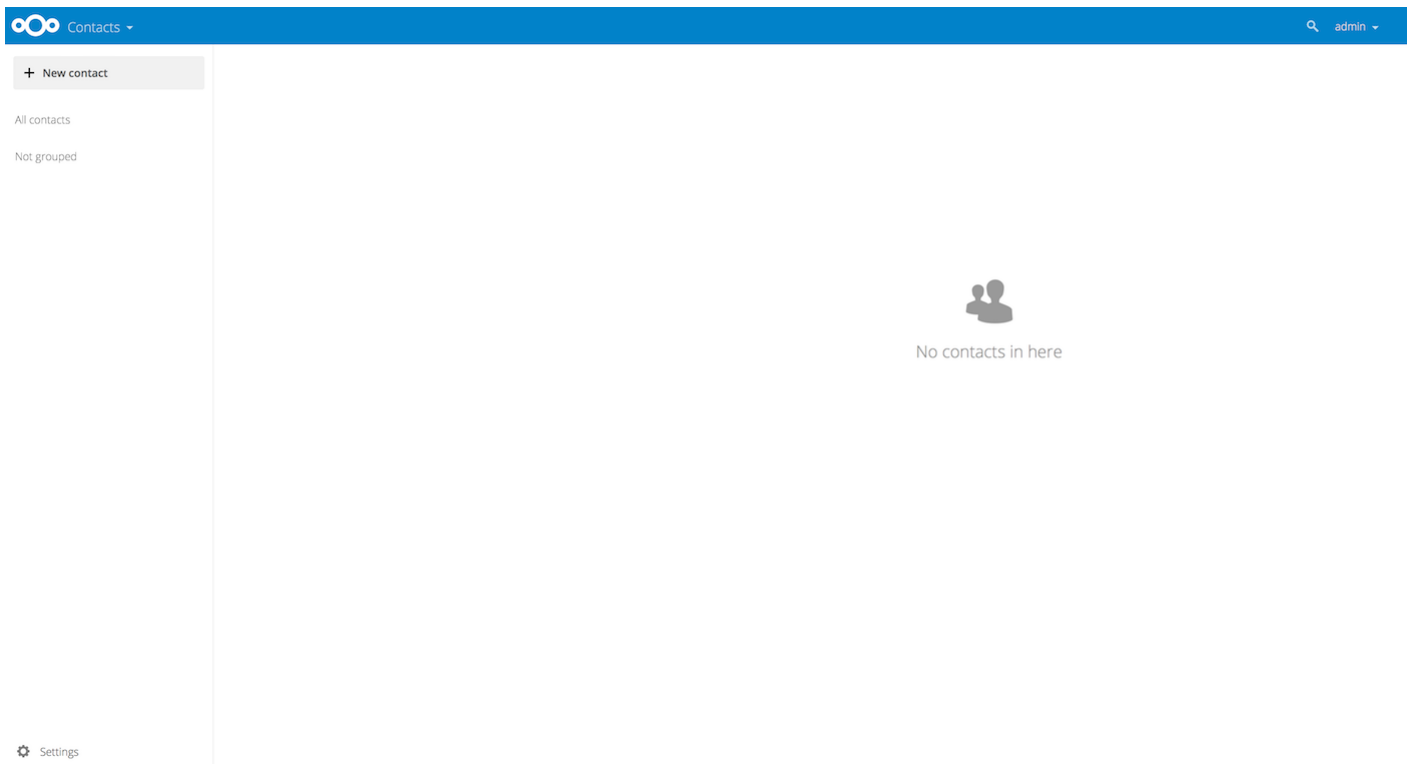 Contacts
admin
New contact
All contacts
Not grouped
No contacts in here
Settings